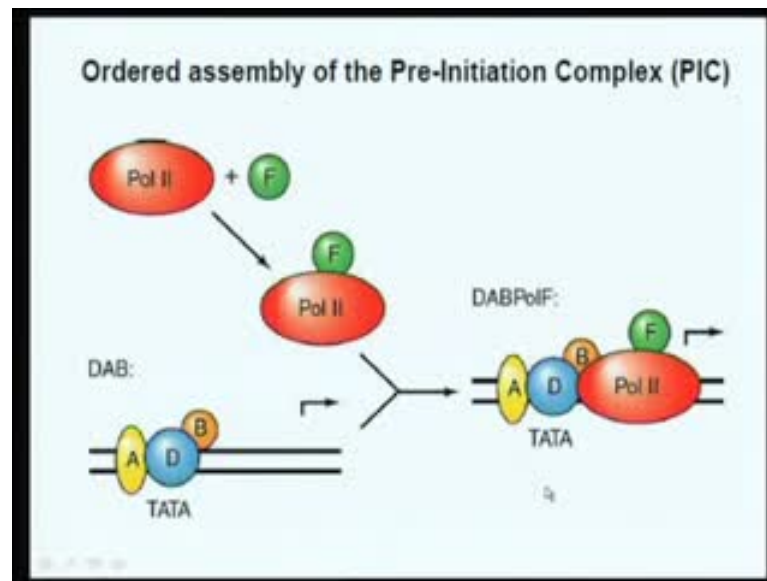 Ordered assembly of the Pre-Initiation Complex (PIC)
Pol II
+
F
F
Pol II
DABPolF:
F
B
A
D
Pol II
TATA
DAB:
B
A
D
TATA